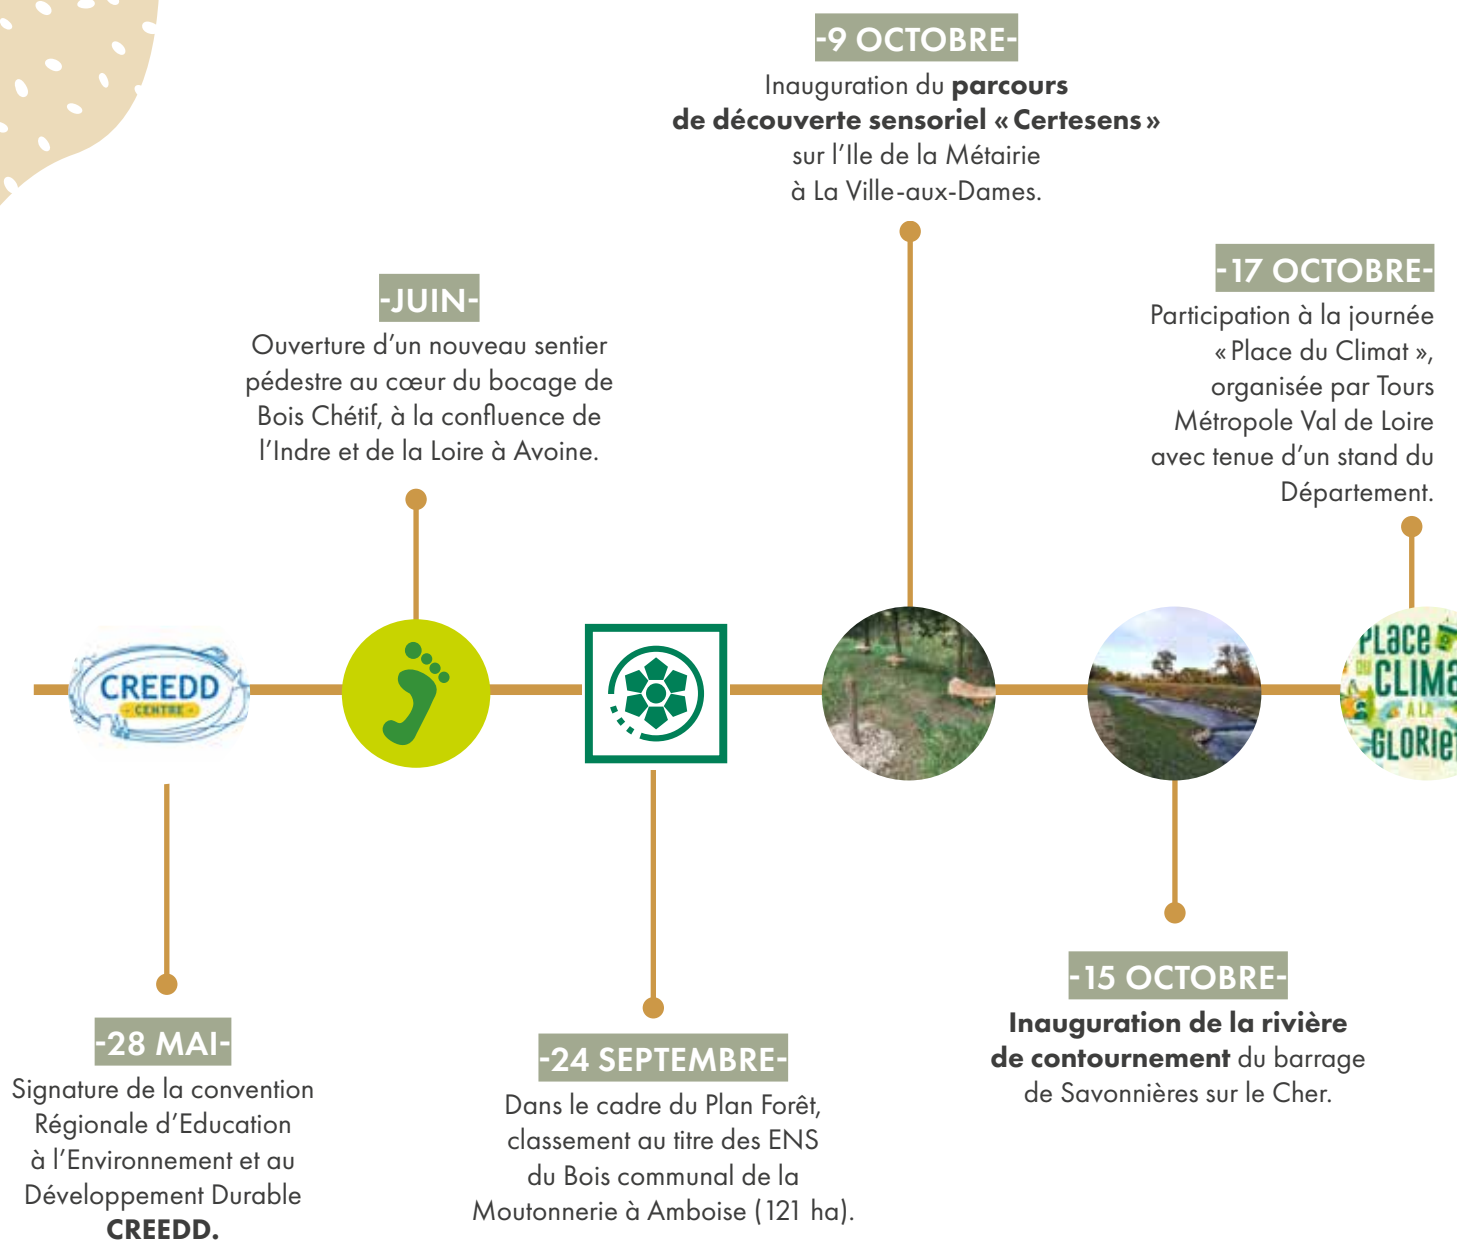 -9 OCTOBRE-
Inauguration du parcours
de découverte sensoriel « Certesens »
sur l’Ile de la Métairie
à La Ville-aux-Dames.
-17 OCTOBRE-
Participation à la journée
« Place du Climat »,
organisée par Tours
Métropole Val de Loire
avec tenue d’un stand du
Département.
-JUIN-
Ouverture d’un nouveau sentier
pédestre au cœur du bocage de
Bois Chétif, à la confluence de
l’Indre et de la Loire à Avoine.
CREEDD
- CENTRE -
PLace
DU
CLIMa
A LA
GLORIe
-28 MAI-
Signature de la convention
Régionale d’Education
à l’Environnement et au
Développement Durable
CREEDD.
-24 SEPTEMBRE-
Dans le cadre du Plan Forêt,
classement au titre des ENS
du Bois communal de la
Moutonnerie à Amboise (121 ha).
-15 OCTOBRE-
Inauguration de la rivière
de contournement du barrage
de Savonnières sur le Cher.